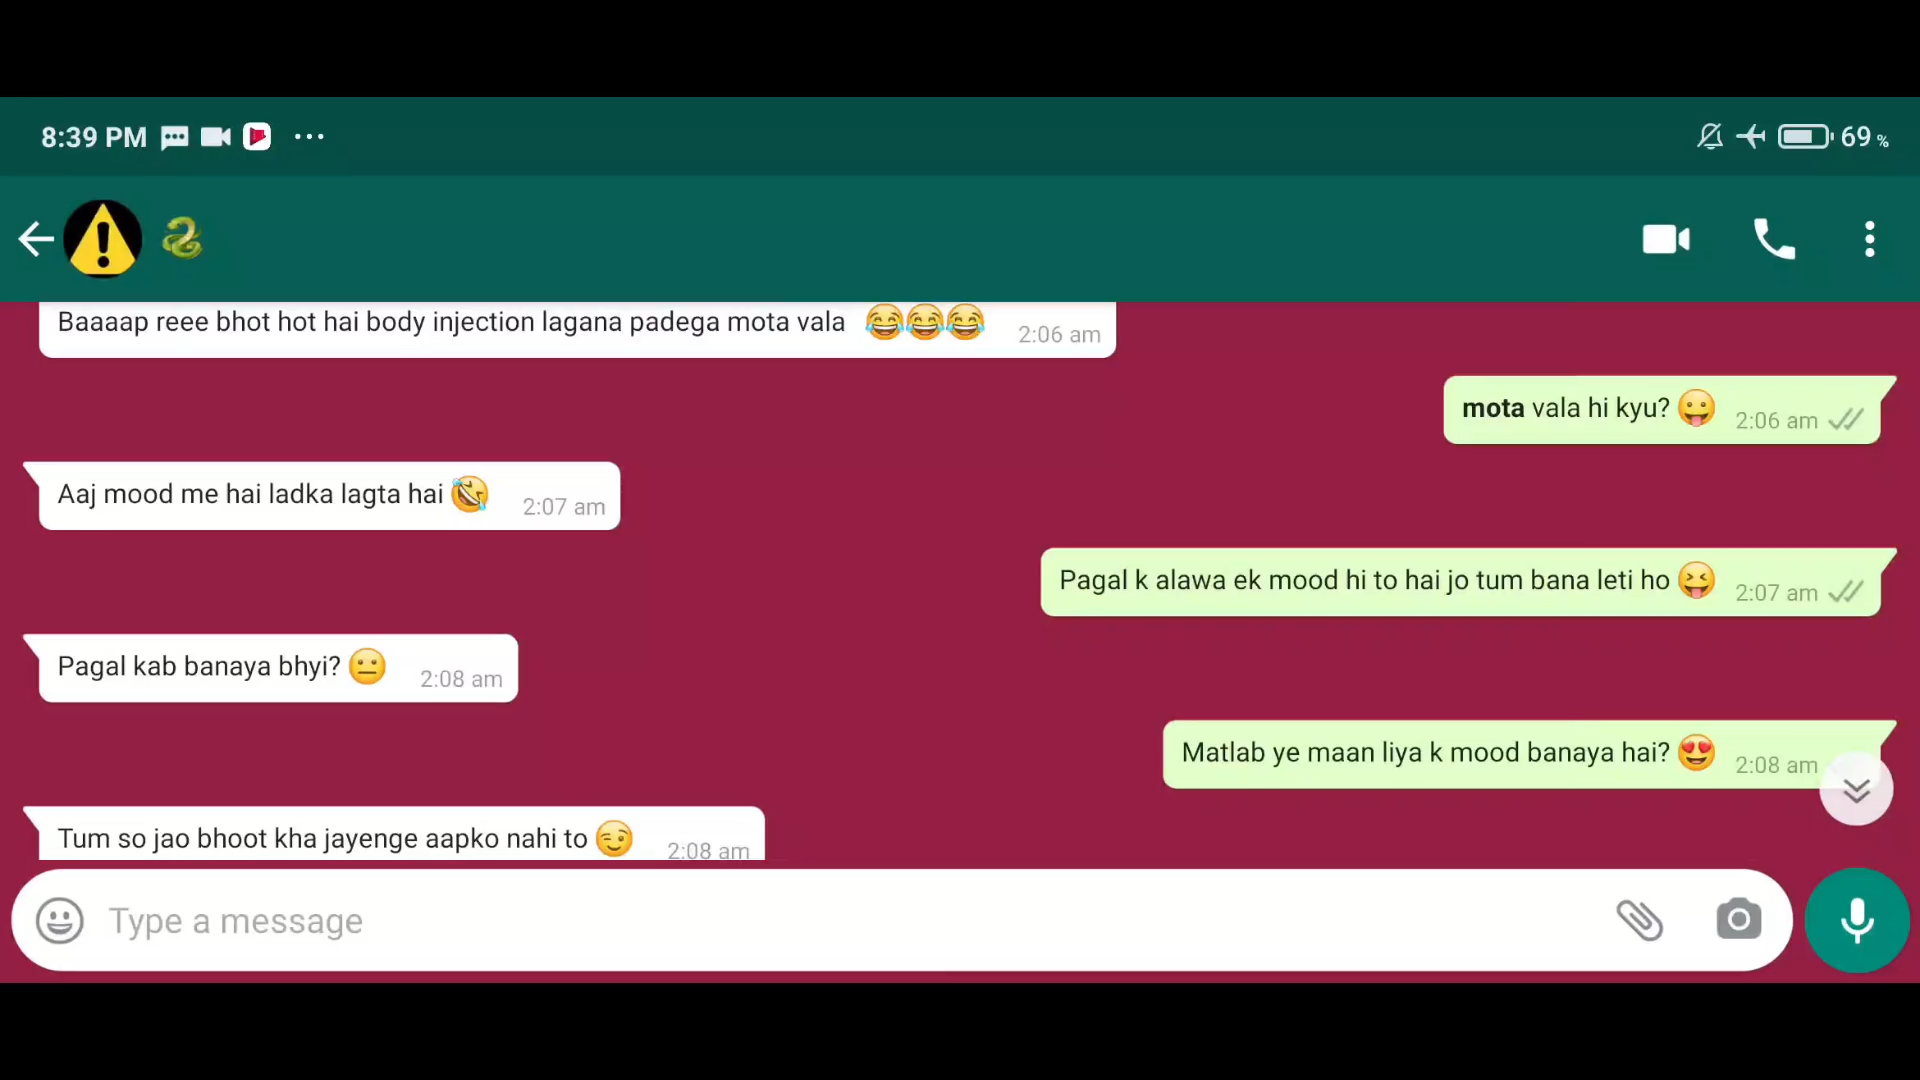 8:39 PM
69 %
Baaaap reee bhot hot hai body injection lagana padega mota vala 😂😂😂 2:06 am
mota vala hi kyu? 😛 2:06 am
Aaj mood me hai ladka lagta hai 🤣 2:07 am
Pagal k alawa ek mood hi to hai jo tum bana leti ho 😝 2:07 am
Pagal kab banaya bhyi? 😐 2:08 am
Matlab ye maan liya k mood banaya hai? 😍 2:08 am
Tum so jao bhoot kha jayenge aapko nahi to 😉 2:08 am
Type a message